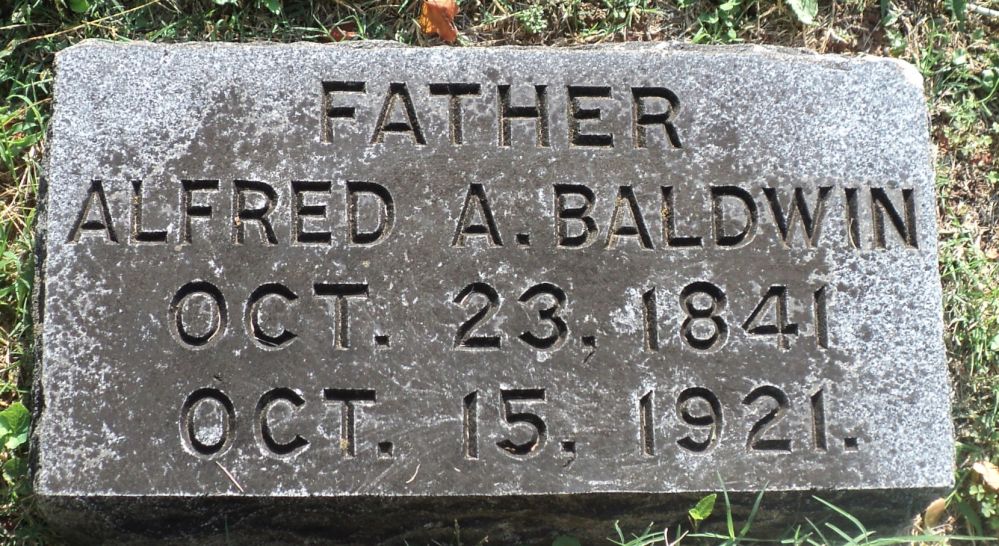 FATHER
ALFRED A. BALDWIN
OCT. 23, 1841
OCT. 15, 1921.